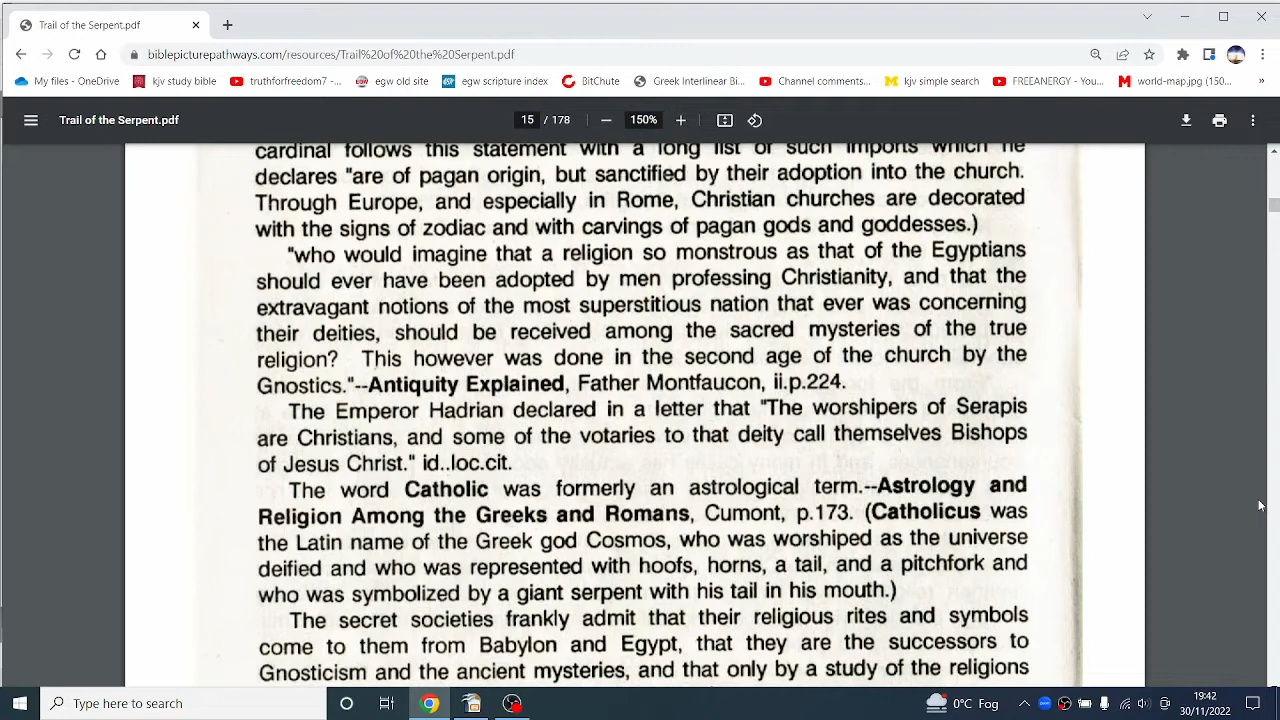 Trail of the Serpent.pdf
biblepicturepathways.com/resources/Trail%20of%20the%20Serpent.pdf
My files - OneDrive kjv study bible truthforfreedom7 -... egw old site egw scripture index BitChute Greek Interlinear Bi... Channel comments... kjv simple search FREEANERGY - You... world-map.jpg (150...
Trail of the Serpent.pdf 15 / 178 150%
cardinal follows this statement with a long list of such imports which he
declares "are of pagan origin, but sanctified by their adoption into the church.
Through Europe, and especially in Rome, Christian churches are decorated
with the signs of zodiac and with carvings of pagan gods and goddesses.)
"who would imagine that a religion so monstrous as that of the Egyptians
should ever have been adopted by men professing Christianity, and that the
extravagant notions of the most superstitious nation that ever was concerning
their deities, should be received among the sacred mysteries of the true
religion? This however was done in the second age of the church by the
Gnostics."--Antiquity Explained, Father Montfaucon, ii.p.224.
The Emperor Hadrian declared in a letter that "The worshipers of Serapis
are Christians, and some of the votaries to that deity call themselves Bishops
of Jesus Christ." id..loc.cit.
The word Catholic was formerly an astrological term.--Astrology and
Religion Among the Greeks and Romans, Cumont, p.173. (Catholicus was
the Latin name of the Greek god Cosmos, who was worshiped as the universe
deified and who was represented with hoofs, horns, a tail, and a pitchfork and
who was symbolized by a giant serpent with his tail in his mouth.)
The secret societies frankly admit that their religious rites and symbols
come to them from Babylon and Egypt, that they are the successors to
Gnosticism and the ancient mysteries, and that only by a study of the religions
Type here to search
0°C Fog
19:42
30/11/2022